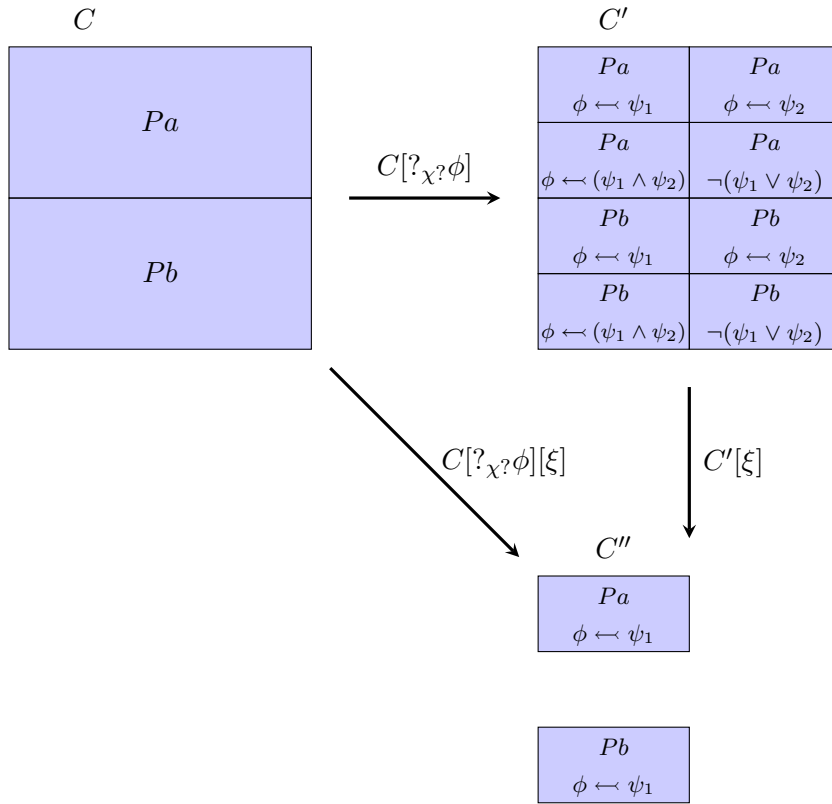 C C′
Pa
Pb
C[?χ?ϕ]
Pa Pa
ϕ ⤙ ψ₁ ϕ ⤙ ψ₂
Pa Pa
ϕ ⤙ (ψ₁ ∧ ψ₂) ¬(ψ₁ ∨ ψ₂)
Pb Pb
ϕ ⤙ ψ₁ ϕ ⤙ ψ₂
Pb Pb
ϕ ⤙ (ψ₁ ∧ ψ₂) ¬(ψ₁ ∨ ψ₂)
C[?χ?ϕ][ξ] C′[ξ]
C″
Pa
ϕ ⤙ ψ₁
Pb
ϕ ⤙ ψ₁